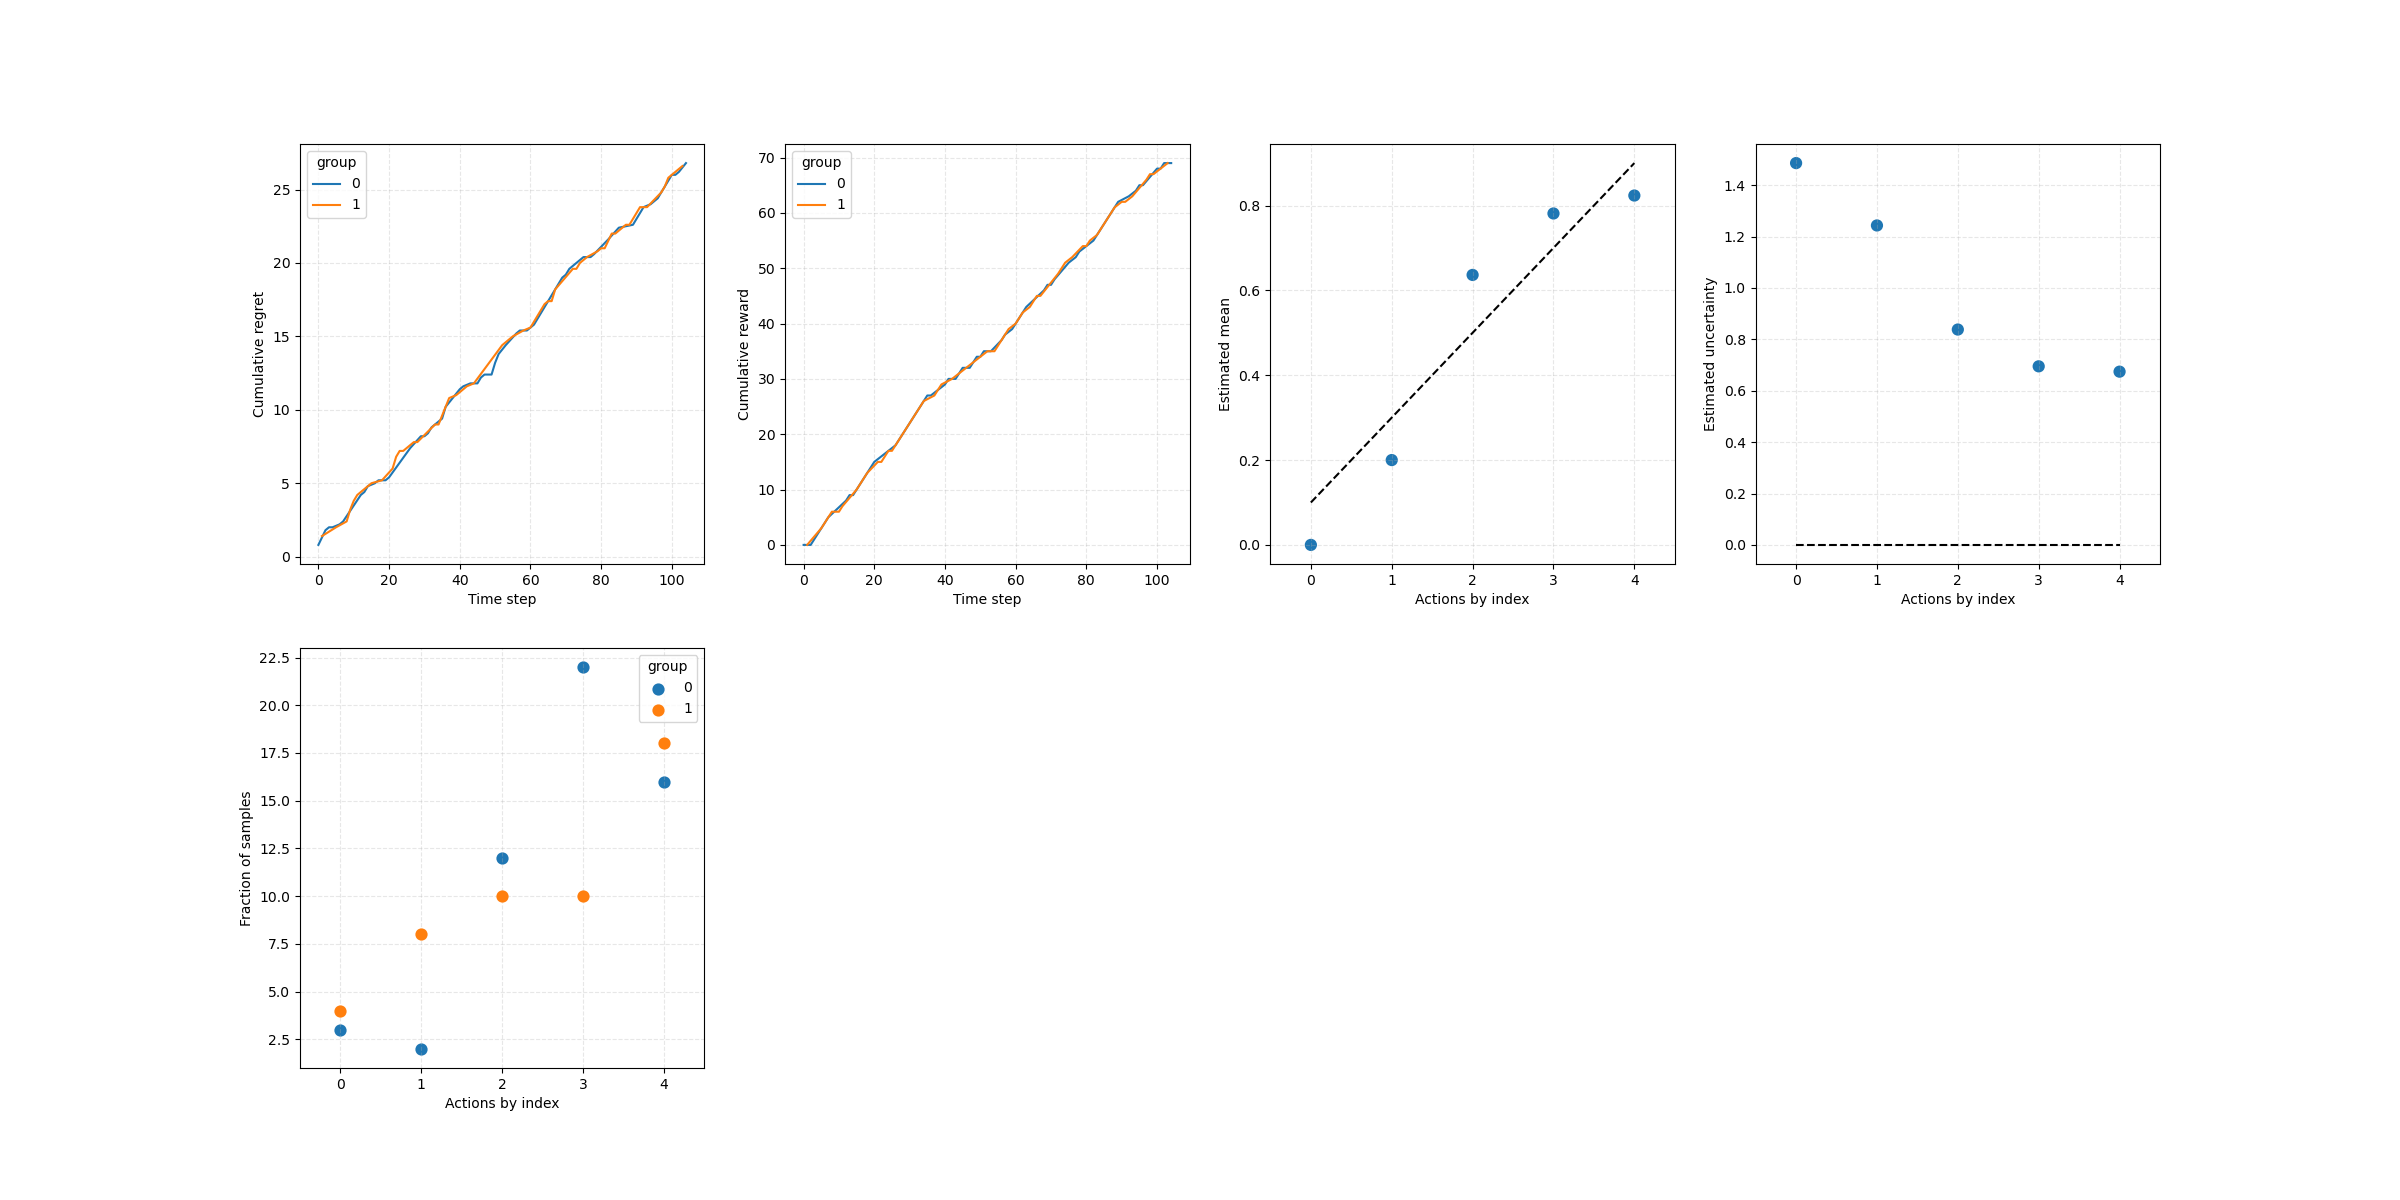 group
0
1
25
20
15
10
5
0
Cumulative regret
0 20 40 60 80 100
Time step
group
0
1
70
60
50
40
30
20
10
0
Cumulative reward
0 20 40 60 80 100
Time step
0.8
0.6
0.4
0.2
0.0
Estimated mean
0 1 2 3 4
Actions by index
1.4
1.2
1.0
0.8
0.6
0.4
0.2
0.0
Estimated uncertainty
0 1 2 3 4
Actions by index
group
0
1
22.5
20.0
17.5
15.0
12.5
10.0
7.5
5.0
2.5
Fraction of samples
0 1 2 3 4
Actions by index